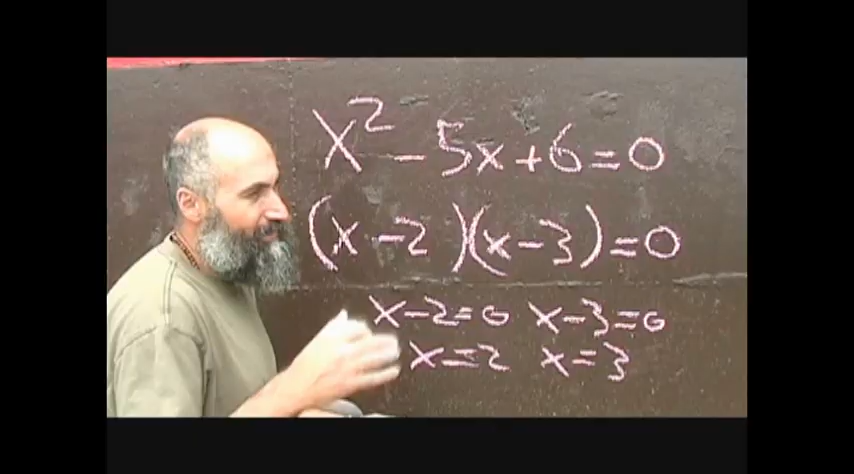 x² - 5x + 6 = 0
(x - 2)(x - 3) = 0
x - 2 = 0 x - 3 = 0
x = 2 x = 3